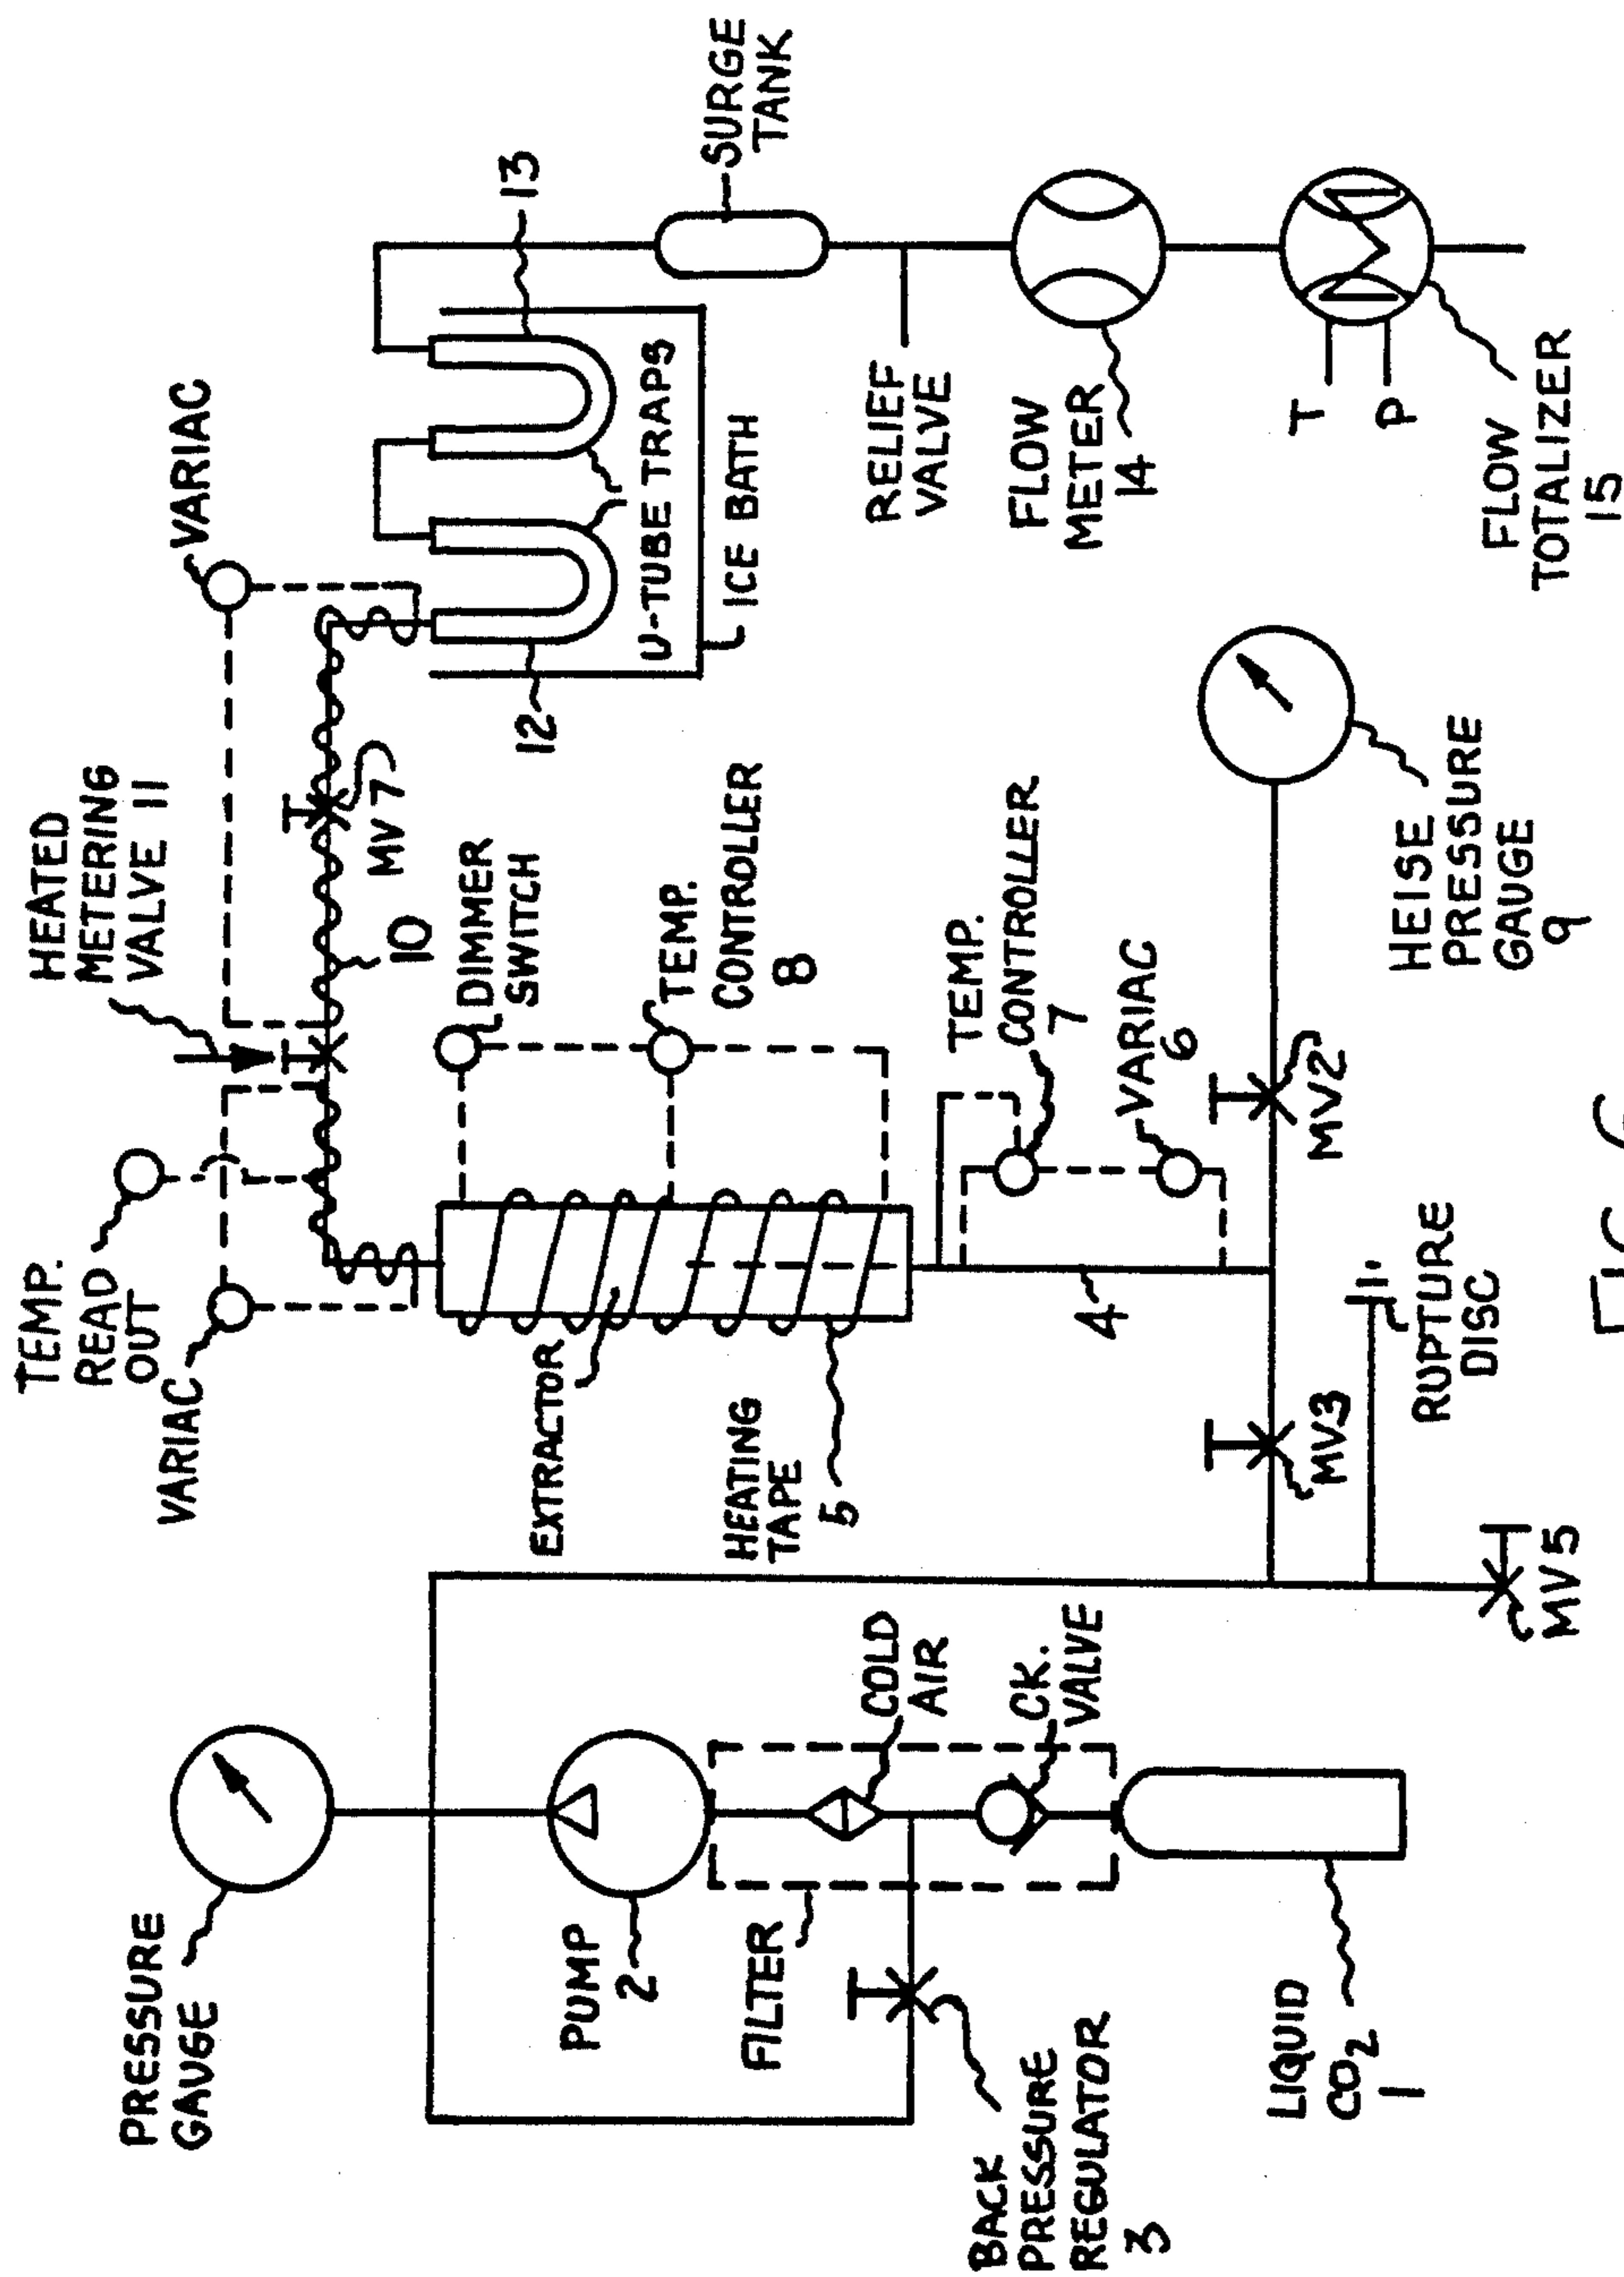 PRESSURE
GAUGE
PUMP
2
FILTER
BACK
PRESSURE
REGULATOR
3
LIQUID
CO2
1
COLD
AIR
CK.
VALVE
MV5
RUPTURE
DISC
MV3
MV2
HEISE
PRESSURE
GAUGE
9
4
VARIAC
6
TEMP.
CONTROLLER
7
HEATING
TAPE
5
EXTRACTOR
TEMP.
CONTROLLER
8
DIMMER
SWITCH
VARIAC
TEMP.
READ
OUT
HEATED
METERING
VALVE 11
10
MV7
VARIAC
12
13
U-TUBE TRAPS
ICE BATH
SURGE
TANK
RELIEF
VALVE
FLOW
METER
14
T
P
FLOW
TOTALIZER
15